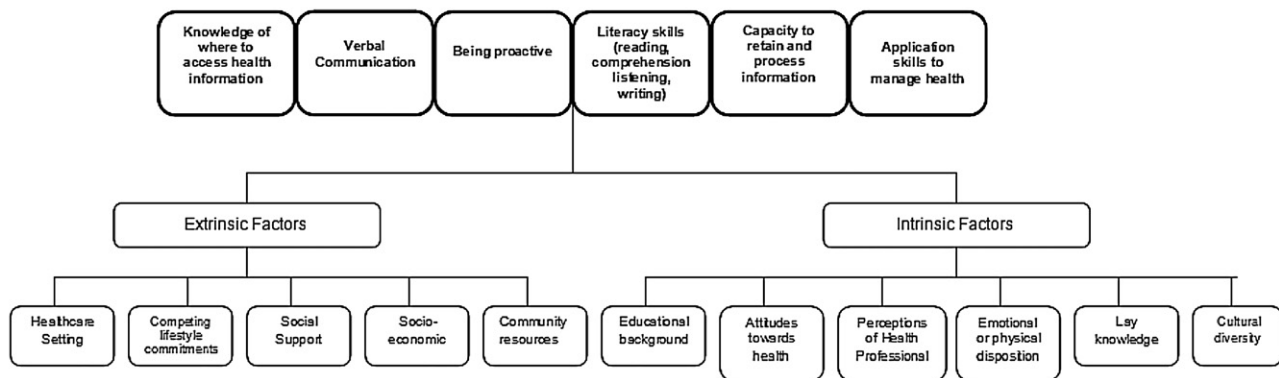 Knowledge of
where to
access health
information
Verbal
Communication
Being proactive
Literacy skills
(reading,
comprehension
listening,
writing)
Capacity to
retain and
process
information
Application
skills to
manage health
Extrinsic Factors
Intrinsic Factors
Healthcare
Setting
Competing
lifestyle
commitments
Social
Support
Socio-
economic
Community
resources
Educational
background
Attitudes
towards
health
Perceptions
of Health
Professional
Emotional
or physical
disposition
Lay
knowledge
Cultural
diversity